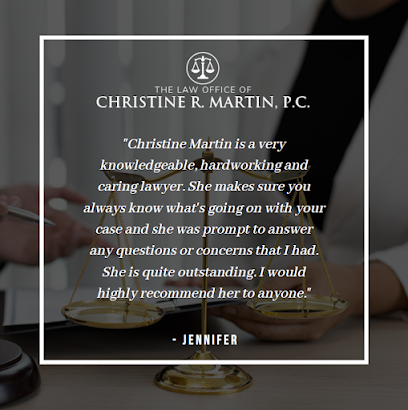 THE LAW OFFICE OF
CHRISTINE R. MARTIN, P.C.
"Christine Martin is a very
knowledgeable, hardworking and
caring lawyer. She makes sure you
always know what's going on with your
case and she was prompt to answer
any questions or concerns that I had.
She is quite outstanding. I would
highly recommend her to anyone."
- JENNIFER